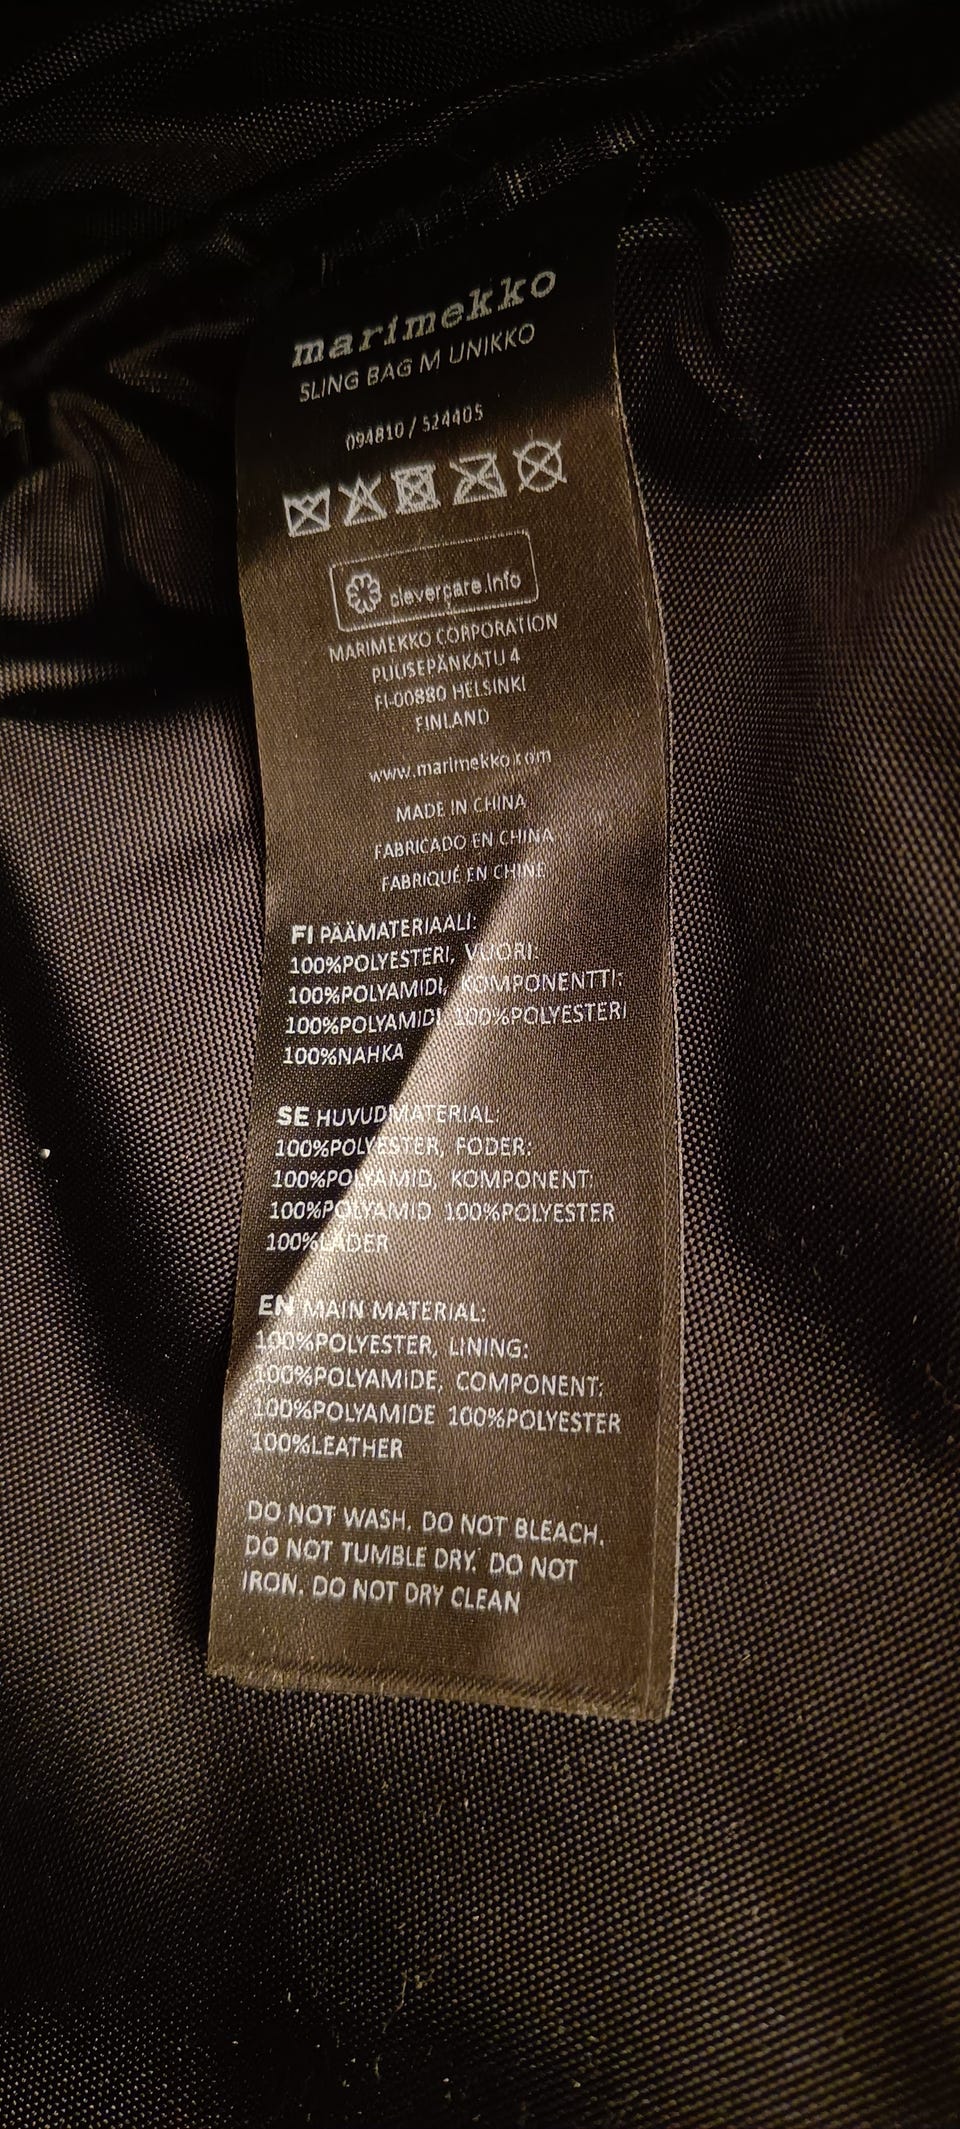 marimekko
SLING BAG M UNIKKO
094810 / 524405
clevercare.info
MARIMEKKO CORPORATION
PUUSEPÄNKATU 4
FI-00880 HELSINKI
FINLAND
www.marimekko.com
MADE IN CHINA
FABRICADO EN CHINA
FABRIQUÉ EN CHINE
FI PÄÄMATERIAALI:
100%POLYESTERI, VUORI:
100%POLYAMIDI, KOMPONENTTI:
100%POLYAMIDI 100%POLYESTERI
100%NAHKA
SE HUVUDMATERIAL:
100%POLYESTER, FODER:
100%POLYAMID, KOMPONENT:
100%POLYAMID 100%POLYESTER
100%LÄDER
EN MAIN MATERIAL:
100%POLYESTER, LINING:
100%POLYAMIDE, COMPONENT:
100%POLYAMIDE 100%POLYESTER
100%LEATHER
DO NOT WASH. DO NOT BLEACH.
DO NOT TUMBLE DRY. DO NOT
IRON. DO NOT DRY CLEAN